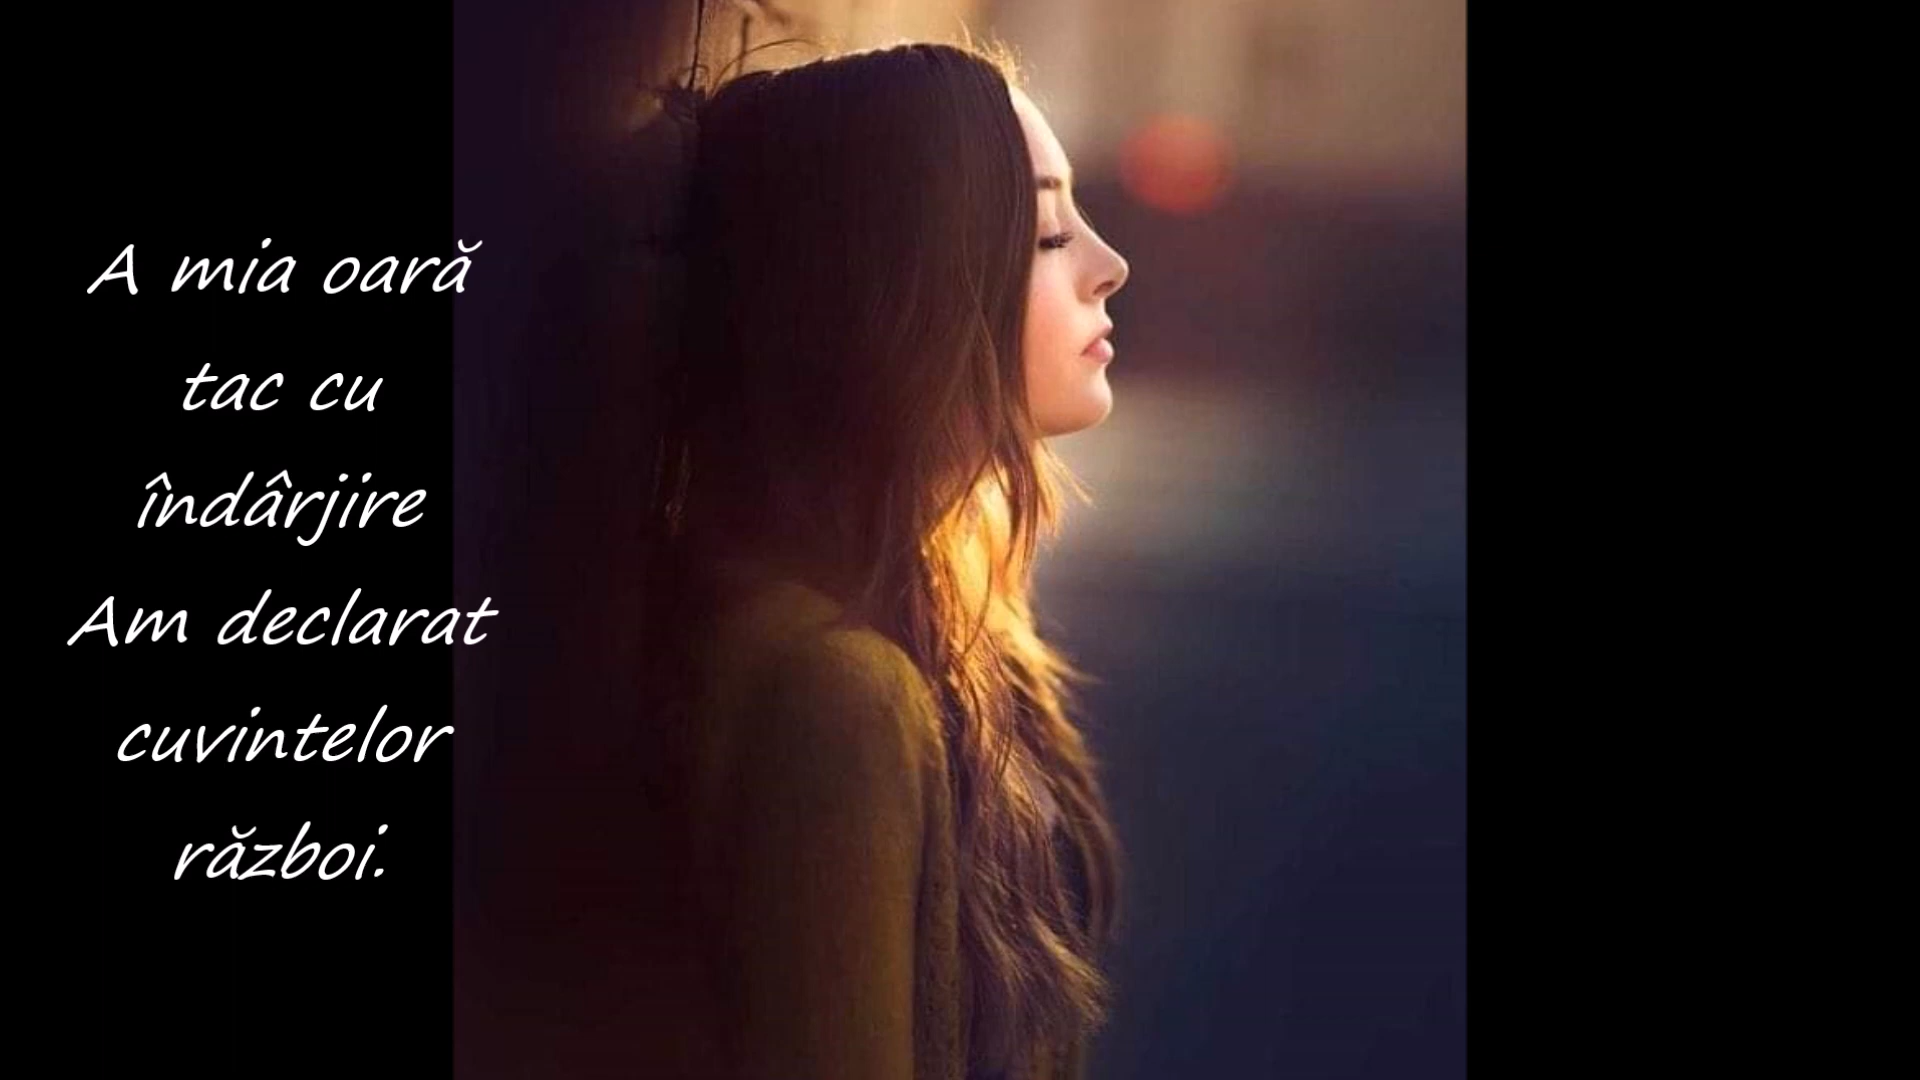 A mia oară
tac cu
îndârjire
Am declarat
cuvintelor
război.